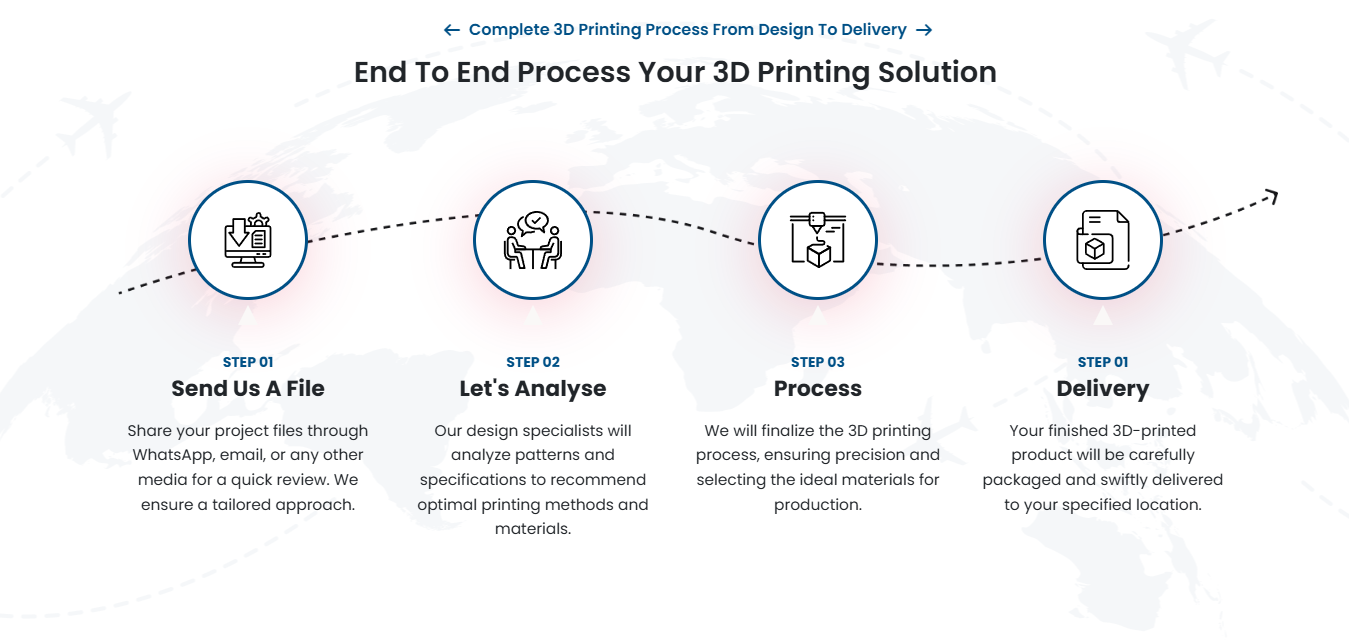 Complete 3D Printing Process From Design To Delivery
End To End Process Your 3D Printing Solution
STEP 01
Send Us A File
Share your project files through
WhatsApp, email, or any other
media for a quick review. We
ensure a tailored approach.
STEP 02
Let's Analyse
Our design specialists will
analyze patterns and
specifications to recommend
optimal printing methods and
materials.
STEP 03
Process
We will finalize the 3D printing
process, ensuring precision and
selecting the ideal materials for
production.
STEP 01
Delivery
Your finished 3D-printed
product will be carefully
packaged and swiftly delivered
to your specified location.